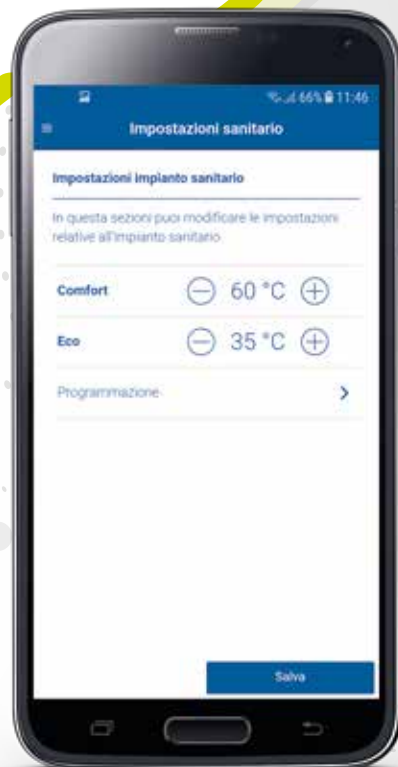 66% 11:46
Impostazioni sanitario
Impostazioni impianto sanitario
In questa sezioni puoi modificare le impostazioni
relative all'impianto sanitario
Comfort 60 °C
Eco 35 °C
Programmazione
Salva